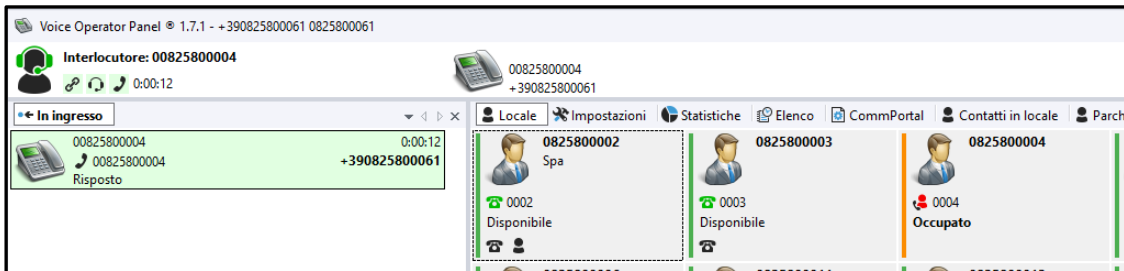 Voice Operator Panel ® 1.7.1 - +390825800061 0825800061
Interlocutore: 00825800004
0:00:12
00825800004
+390825800061
In ingresso
00825800004 0:00:12
00825800004 +390825800061
Risposto
Locale Impostazioni Statistiche Elenco CommPortal Contatti in locale Parch
0825800002 0825800003 0825800004
Spa
0002 0003 0004
Disponibile Disponibile Occupato